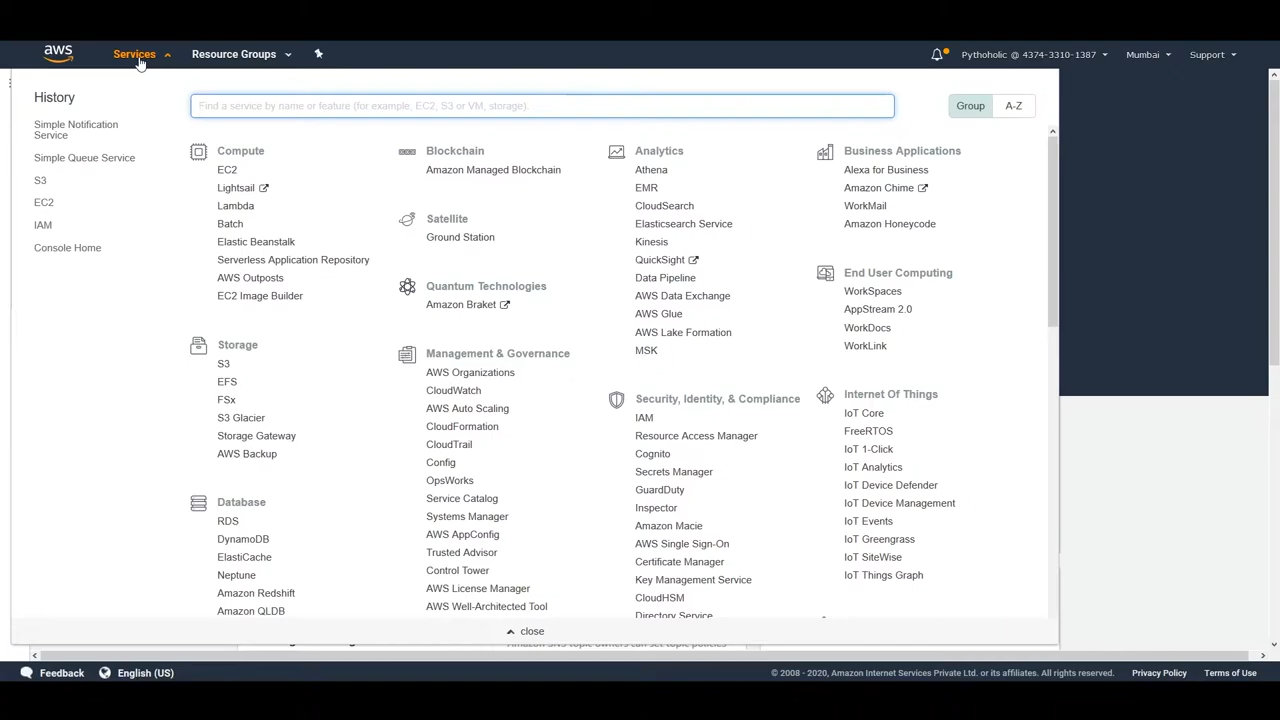 aws
Services
Resource Groups
Pythoholic @ 4374-3310-1387
Mumbai
Support
History
Simple Notification
Service
Simple Queue Service
S3
EC2
IAM
Console Home
Find a service by name or feature (for example, EC2, S3 or VM, storage).
Group
A-Z
Compute
EC2
Lightsail
Lambda
Batch
Elastic Beanstalk
Serverless Application Repository
AWS Outposts
EC2 Image Builder
Storage
S3
EFS
FSx
S3 Glacier
Storage Gateway
AWS Backup
Database
RDS
DynamoDB
ElastiCache
Neptune
Amazon Redshift
Amazon QLDB
Blockchain
Amazon Managed Blockchain
Satellite
Ground Station
Quantum Technologies
Amazon Braket
Management & Governance
AWS Organizations
CloudWatch
AWS Auto Scaling
CloudFormation
CloudTrail
Config
OpsWorks
Service Catalog
Systems Manager
AWS AppConfig
Trusted Advisor
Control Tower
AWS License Manager
AWS Well-Architected Tool
Analytics
Athena
EMR
CloudSearch
Elasticsearch Service
Kinesis
QuickSight
Data Pipeline
AWS Data Exchange
AWS Glue
AWS Lake Formation
MSK
Security, Identity, & Compliance
IAM
Resource Access Manager
Cognito
Secrets Manager
GuardDuty
Inspector
Amazon Macie
AWS Single Sign-On
Certificate Manager
Key Management Service
CloudHSM
Directory Service
Business Applications
Alexa for Business
Amazon Chime
WorkMail
Amazon Honeycode
End User Computing
WorkSpaces
AppStream 2.0
WorkDocs
WorkLink
Internet Of Things
IoT Core
FreeRTOS
IoT 1-Click
IoT Analytics
IoT Device Defender
IoT Device Management
IoT Events
IoT Greengrass
IoT SiteWise
IoT Things Graph
close
Amazon SNS topic owners can set topic policies
Feedback
English (US)
© 2008 - 2020, Amazon Internet Services Private Ltd. or its affiliates. All rights reserved.
Privacy Policy
Terms of Use